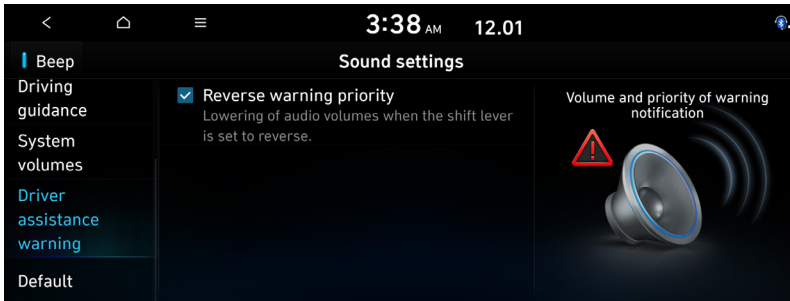 3:38 AM 12.01
Beep
Sound settings
Driving
guidance
System
volumes
Driver
assistance
warning
Default
Reverse warning priority
Lowering of audio volumes when the shift lever
is set to reverse.
Volume and priority of warning
notification